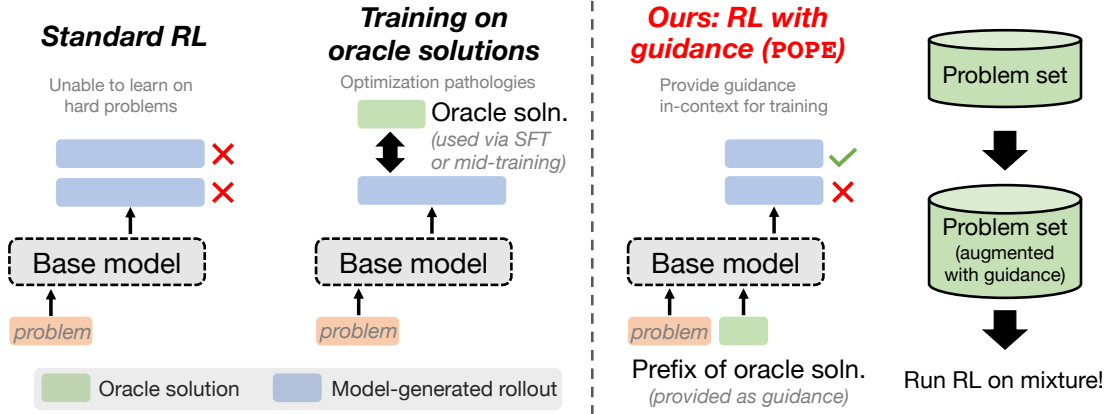 Standard RL
Unable to learn on
hard problems
Base model
problem
Training on
oracle solutions
Optimization pathologies
Oracle soln.
(used via SFT
or mid-training)
Base model
problem
Oracle solution
Model-generated rollout
Ours: RL with
guidance (POPE)
Provide guidance
in-context for training
Base model
problem
Prefix of oracle soln.
(provided as guidance)
Problem set
Problem set
(augmented
with guidance)
Run RL on mixture!